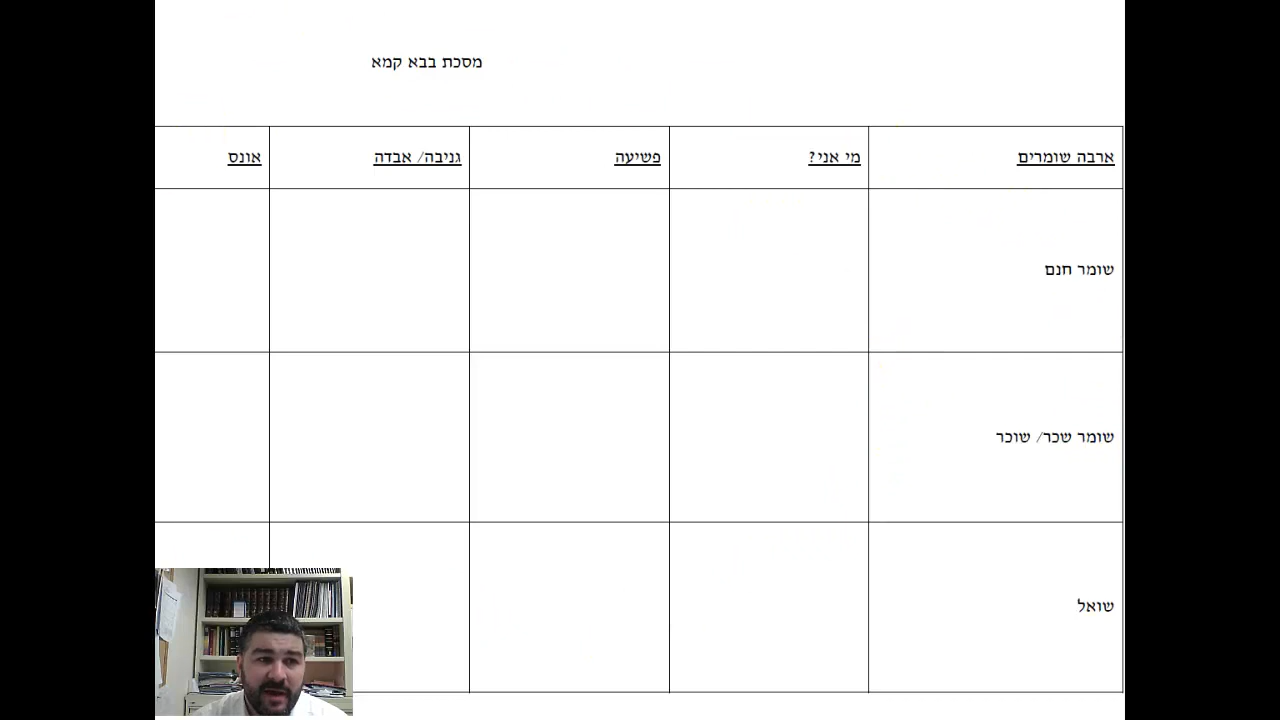 מסכת בבא קמא
ארבה שומרים
מי אני?
פשיעה
גניבה/ אבדה
אונס
שומר חנם
שומר שכר/ שוכר
שואל